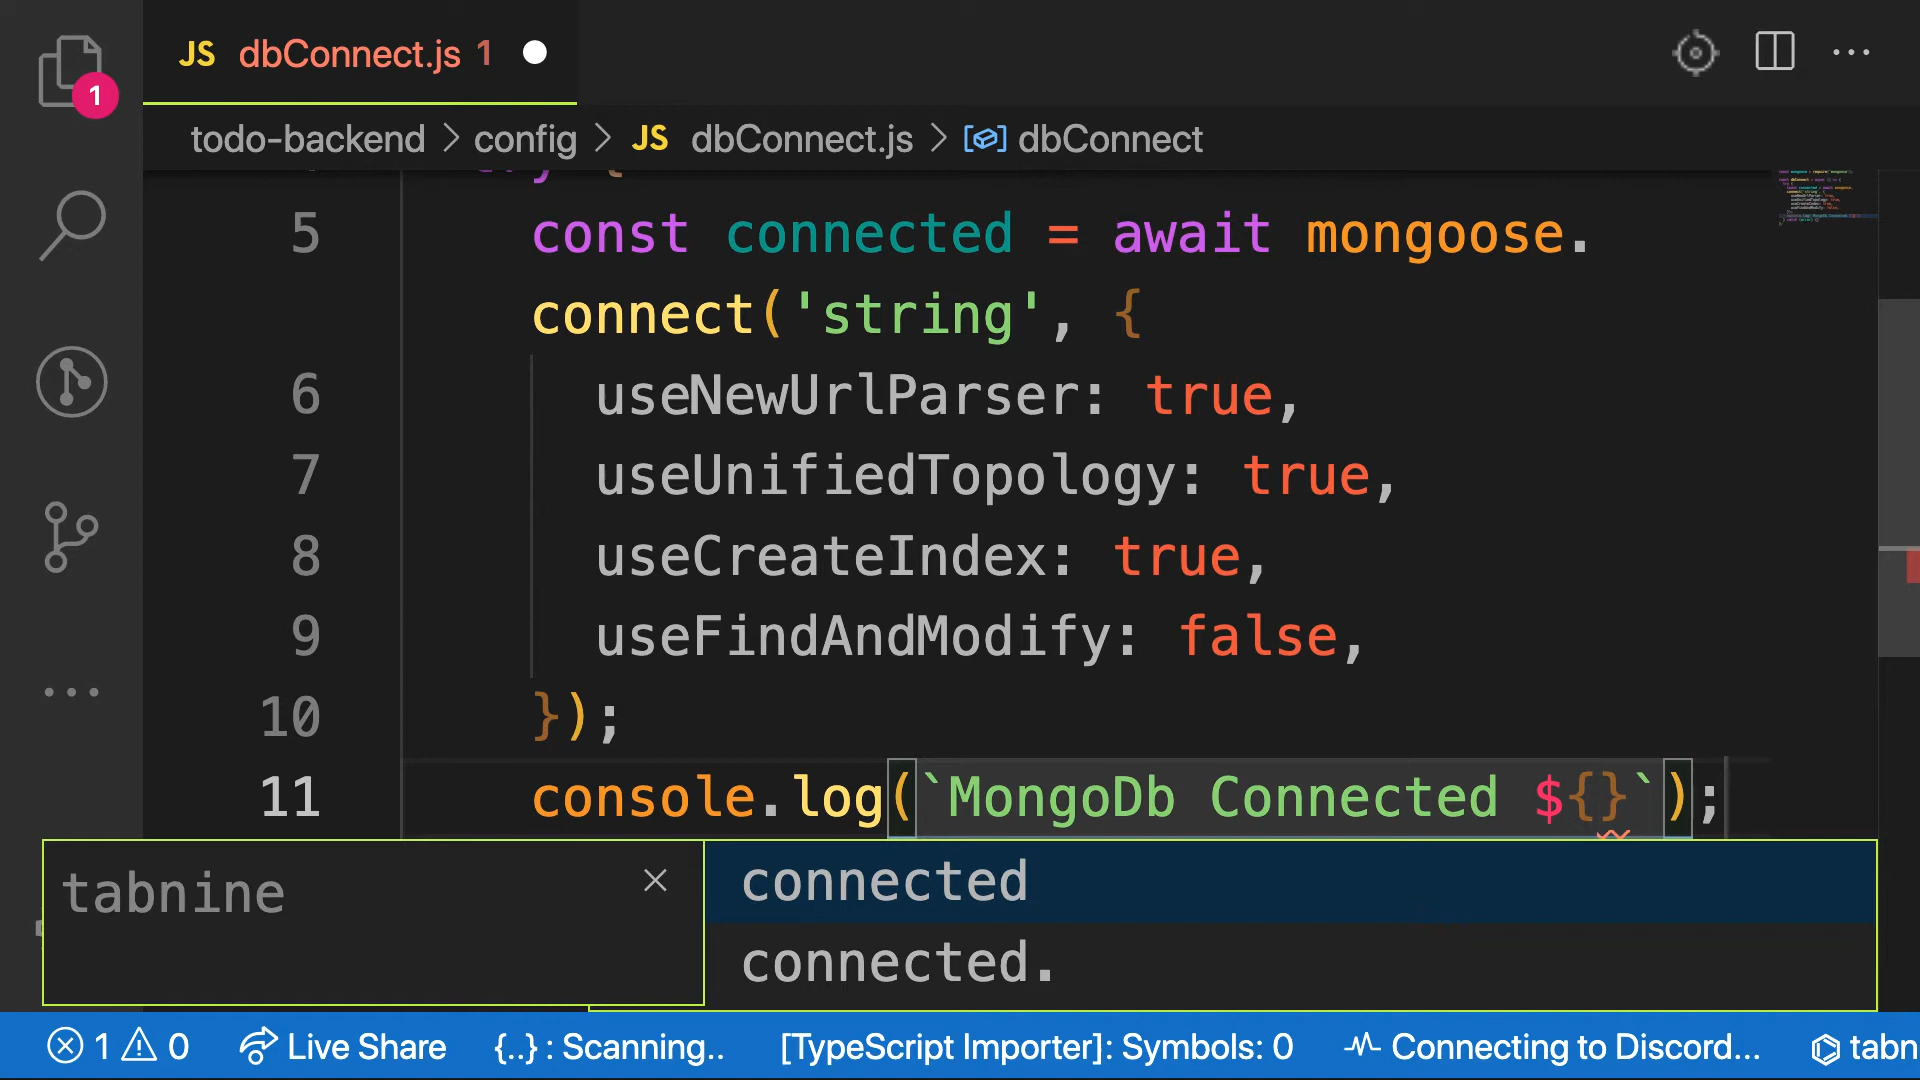 JS dbConnect.js 1
1
todo-backend > config > JS dbConnect.js > dbConnect
5 const connected = await mongoose.
connect('string', {
6 useNewUrlParser: true,
7 useUnifiedTopology: true,
8 useCreateIndex: true,
9 useFindAndModify: false,
10 });
11 console.log(`MongoDb Connected ${}`);
tabnine
connected
connected.
1 0 Live Share {..} : Scanning.. [TypeScript Importer]: Symbols: 0 Connecting to Discord... tabn